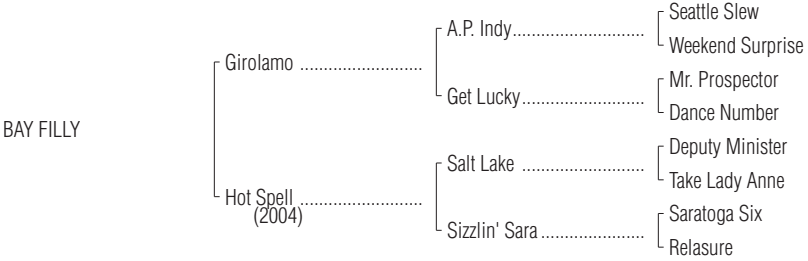 Seattle Slew
A.P. Indy............................
Weekend Surprise
Girolamo ..........................
Mr. Prospector
Get Lucky..........................
Dance Number
BAY FILLY
Deputy Minister
Salt Lake ..........................
Take Lady Anne
Hot Spell ..........................
(2004)
Saratoga Six
Sizzlin' Sara......................
Relasure